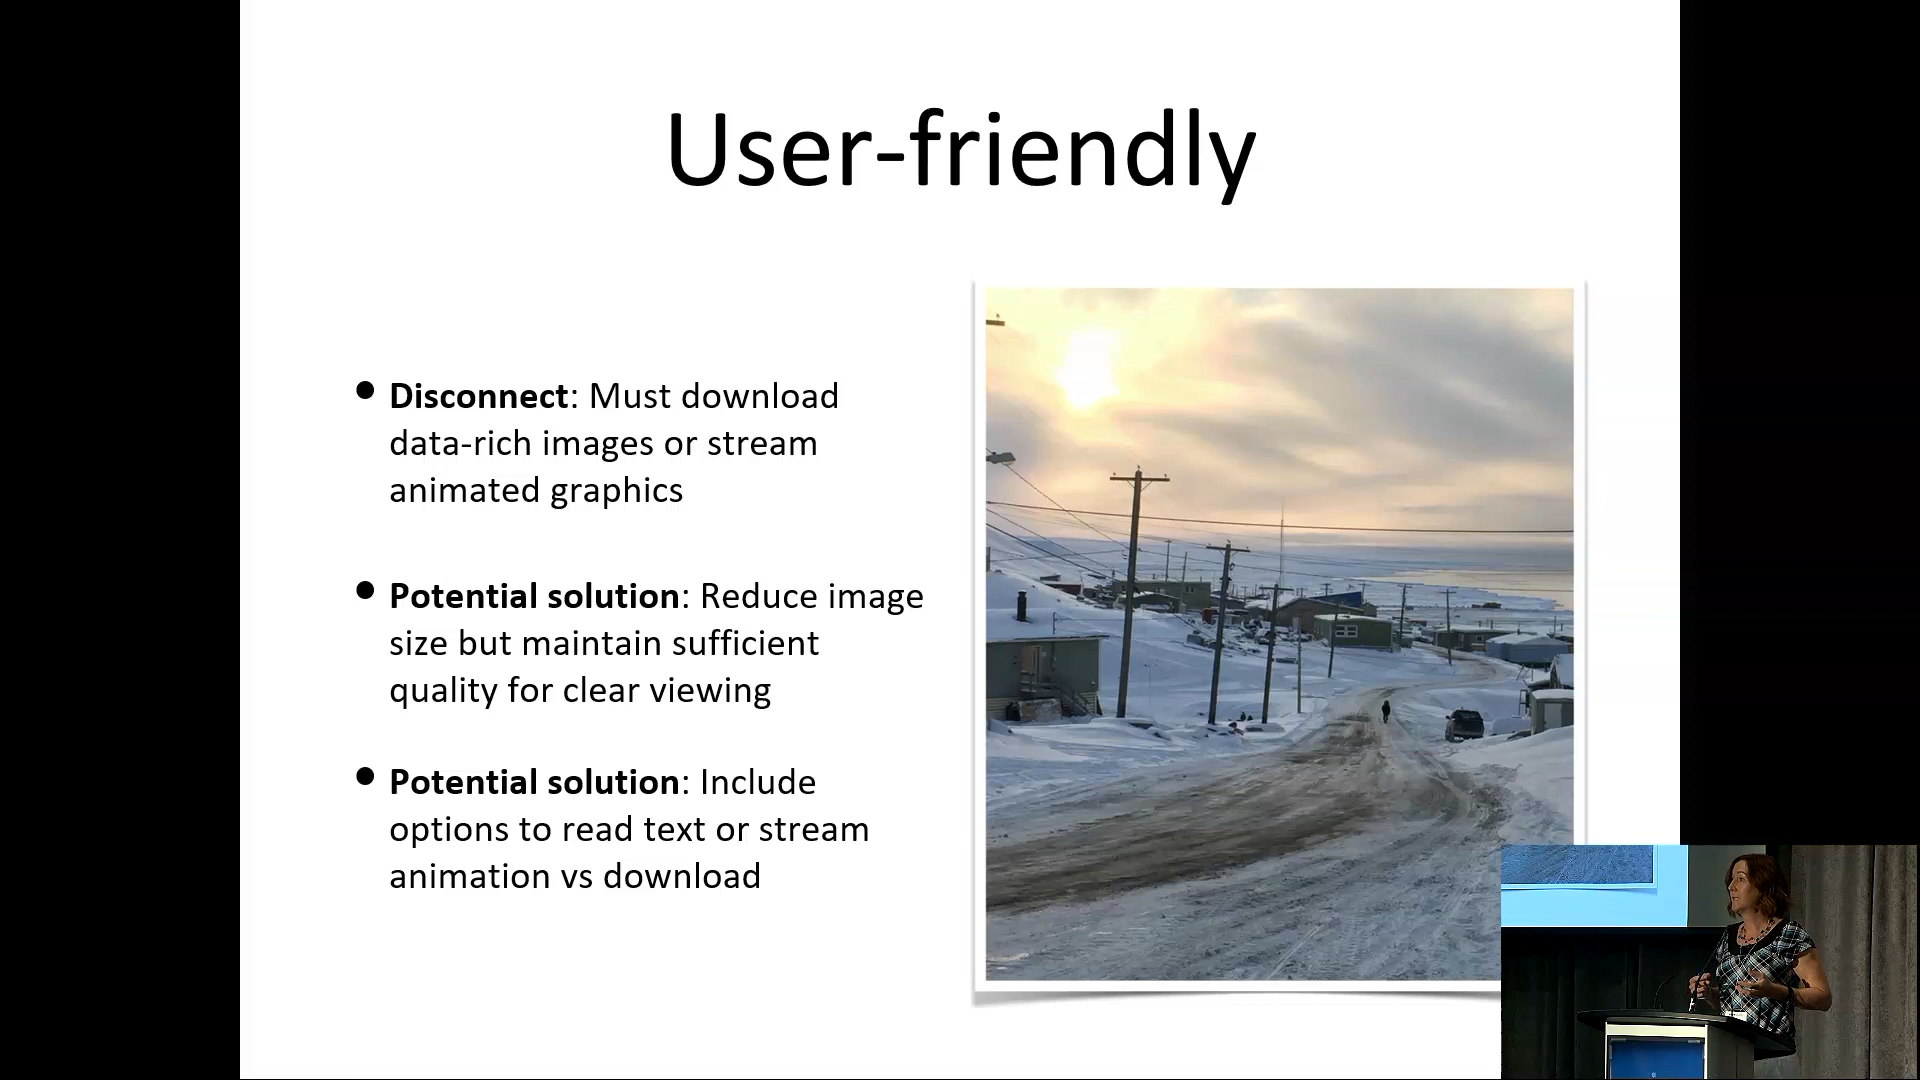 User-friendly
• Disconnect: Must download
data-rich images or stream
animated graphics
• Potential solution: Reduce image
size but maintain sufficient
quality for clear viewing
• Potential solution: Include
options to read text or stream
animation vs download